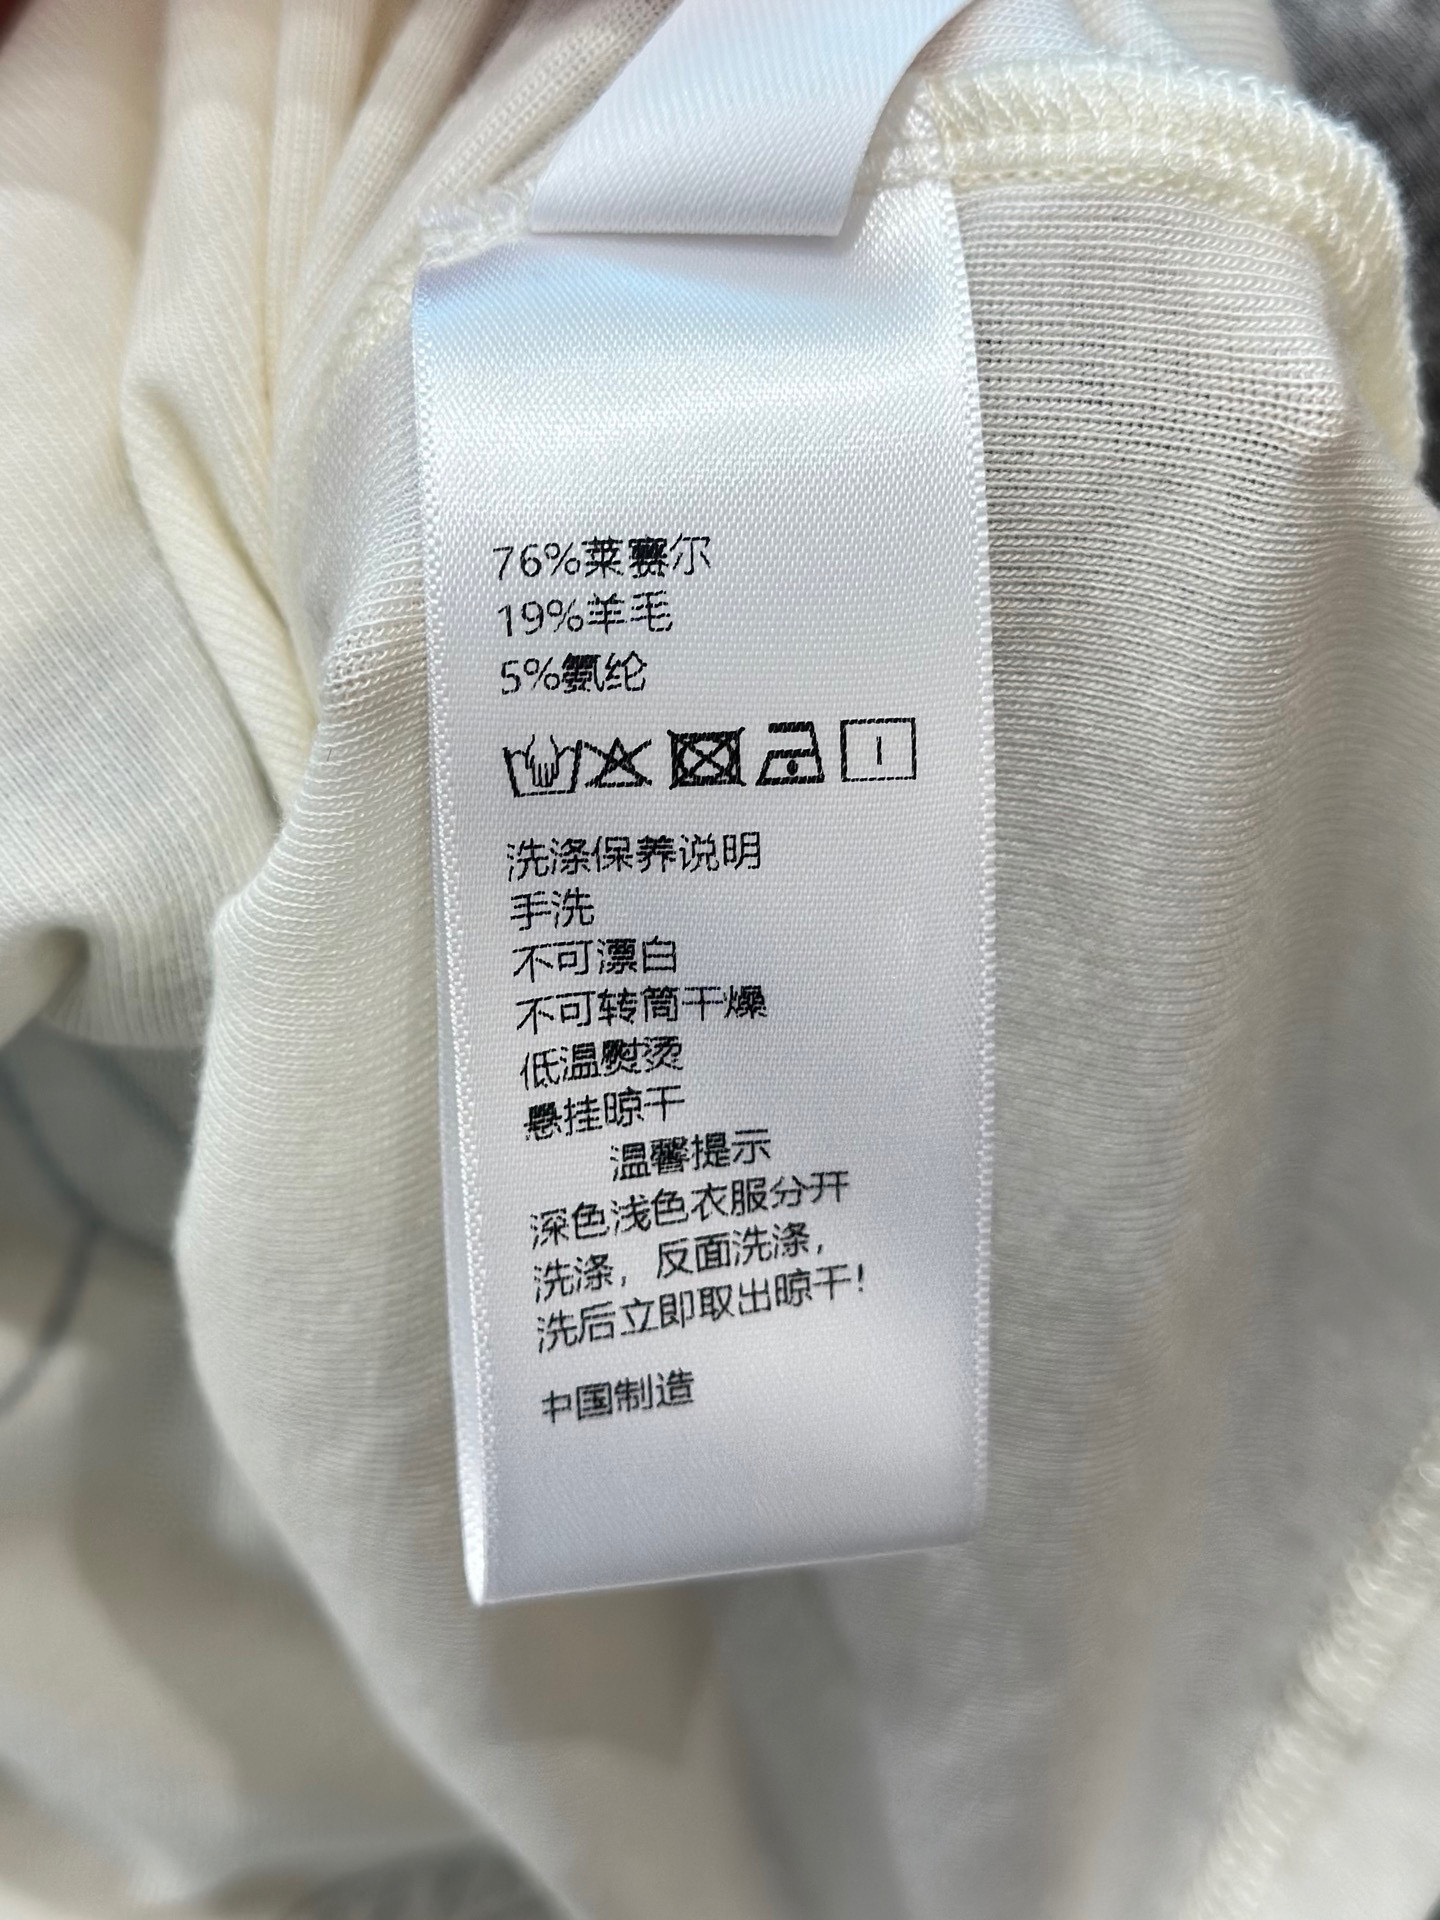 76%莱赛尔
19%羊毛
5%氨纶
洗涤保养说明
手洗
不可漂白
不可转筒干燥
低温熨烫
悬挂晾干
温馨提示
深色浅色衣服分开
洗涤，反面洗涤，
洗后立即取出晾干！
中国制造